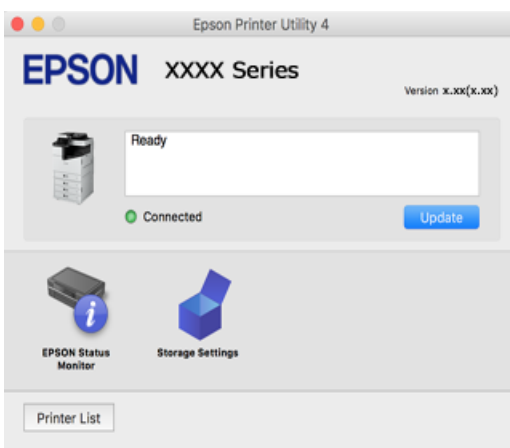 Epson Printer Utility 4
EPSON XXXX Series
Version x.xx(x.xx)
Ready
Connected
Update
EPSON Status
Monitor
Storage Settings
Printer List